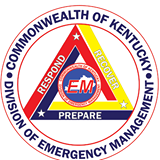 COMMONWEALTH OF KENTUCKY
RESPOND
RECOVER
EM
PREPARE
DIVISION OF EMERGENCY MANAGEMENT